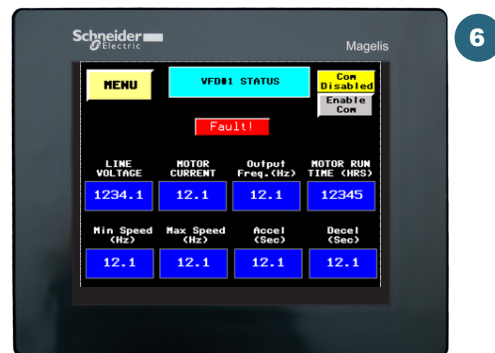 Schneider
Electric
Magelis
6
MENU
VFD#1 STATUS
Com
Disabled
Enable
Com
Fault!
LINE
VOLTAGE
MOTOR
CURRENT
Output
Freq.(Hz)
MOTOR RUN
TIME (HRS)
1234.1
12.1
12.1
12345
Min Speed
(Hz)
Max Speed
(Hz)
Accel
(Sec)
Decel
(Sec)
12.1
12.1
12.1
12.1